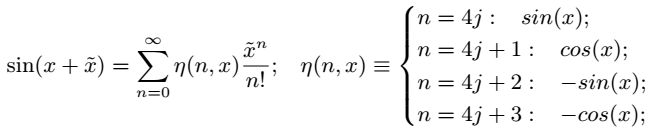 sin(x + x̃) = ∑_{n=0}^{∞} η(n, x) x̃ⁿ/n! ; η(n, x) ≡ { n = 4j : sin(x);
n = 4j + 1 : cos(x);
n = 4j + 2 : −sin(x);
n = 4j + 3 : −cos(x);